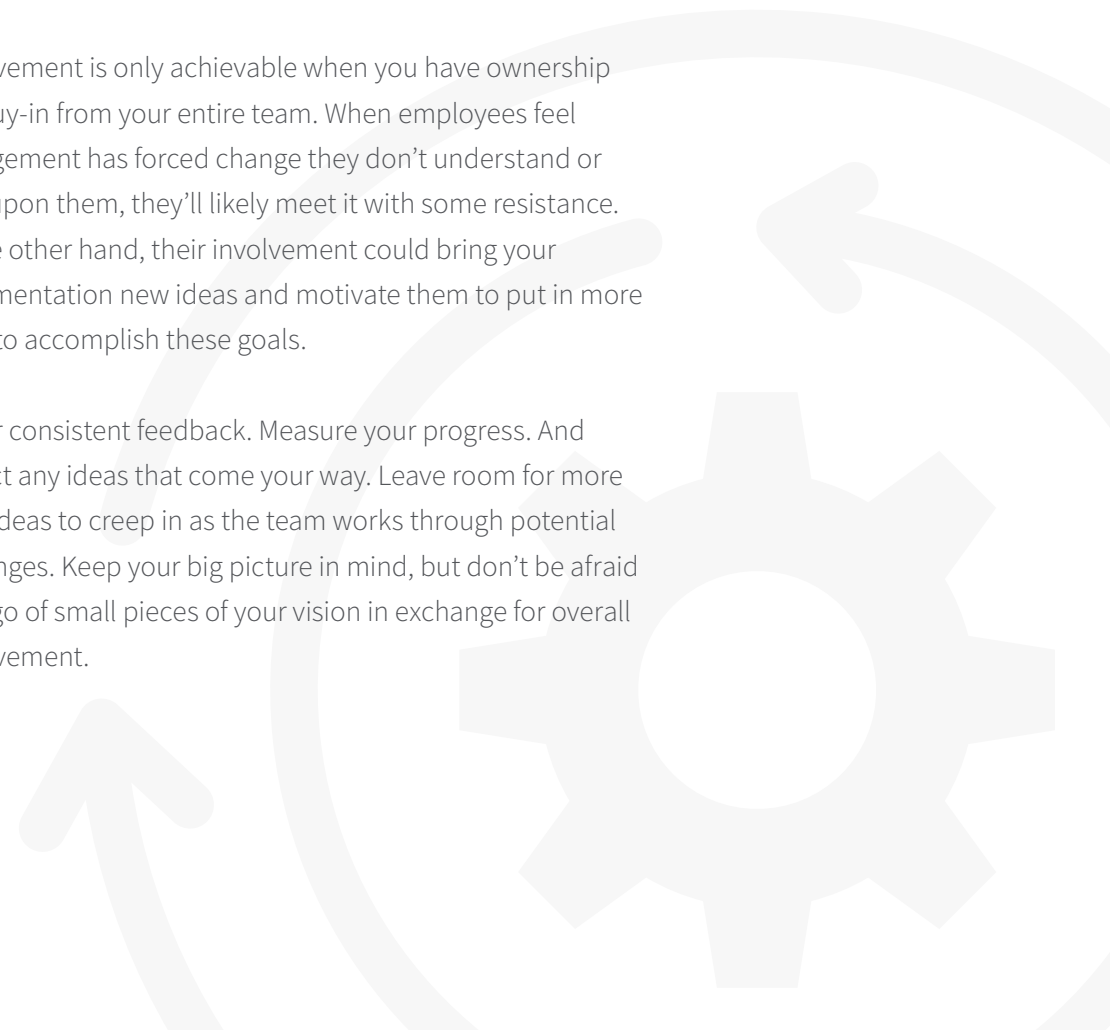 vement is only achievable when you have ownership
uy-in from your entire team. When employees feel
gement has forced change they don’t understand or
upon them, they’ll likely meet it with some resistance.
e other hand, their involvement could bring your
mentation new ideas and motivate them to put in more
to accomplish these goals.
r consistent feedback. Measure your progress. And
ct any ideas that come your way. Leave room for more
deas to creep in as the team works through potential
nges. Keep your big picture in mind, but don’t be afraid
go of small pieces of your vision in exchange for overall
vement.